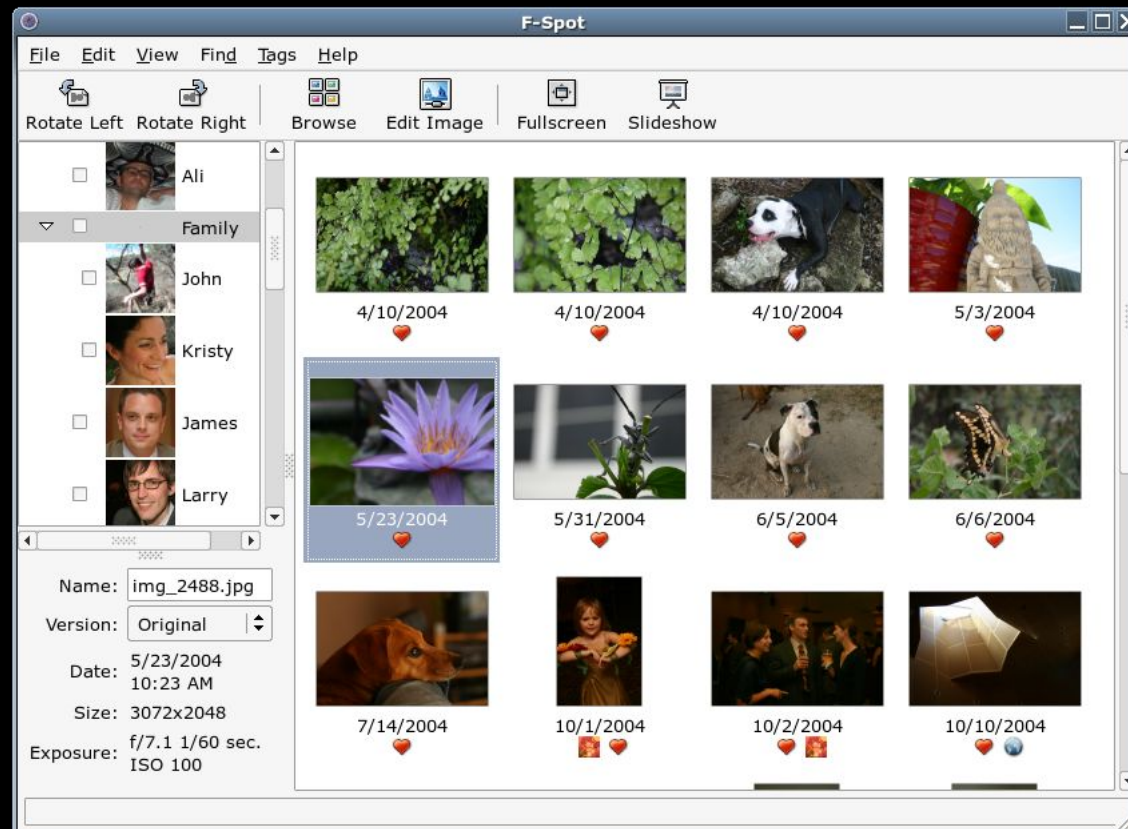 F-Spot
File Edit View Find Tags Help
Rotate Left Rotate Right Browse Edit Image Fullscreen Slideshow
Ali
Family
John
Kristy
James
Larry
Name: img_2488.jpg
Version: Original
Date: 5/23/2004
10:23 AM
Size: 3072x2048
Exposure: f/7.1 1/60 sec.
ISO 100
4/10/2004 4/10/2004 4/10/2004 5/3/2004
5/23/2004 5/31/2004 6/5/2004 6/6/2004
7/14/2004 10/1/2004 10/2/2004 10/10/2004